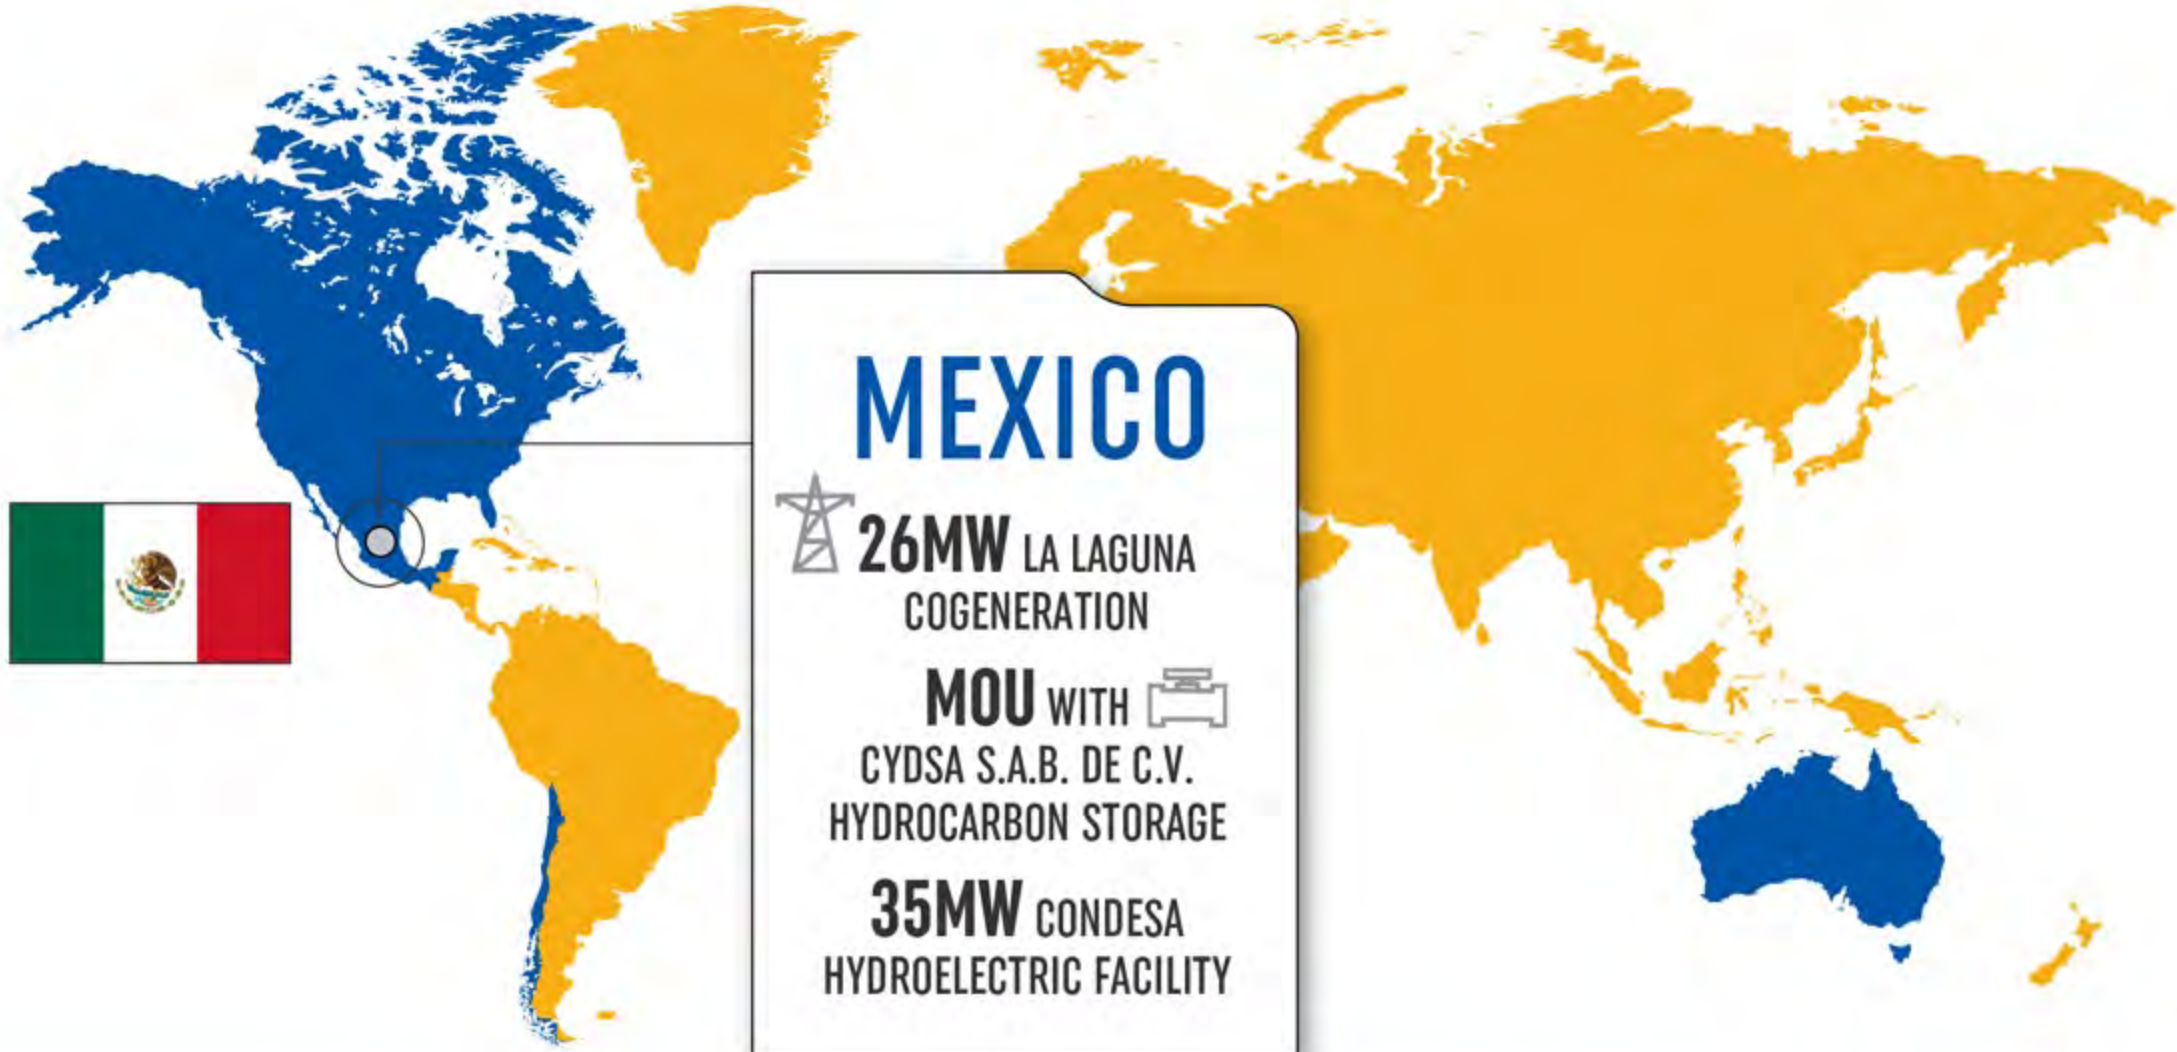 MEXICO
26MW LA LAGUNA
COGENERATION
MOU WITH
CYDSA S.A.B. DE C.V.
HYDROCARBON STORAGE
35MW CONDESA
HYDROELECTRIC FACILITY